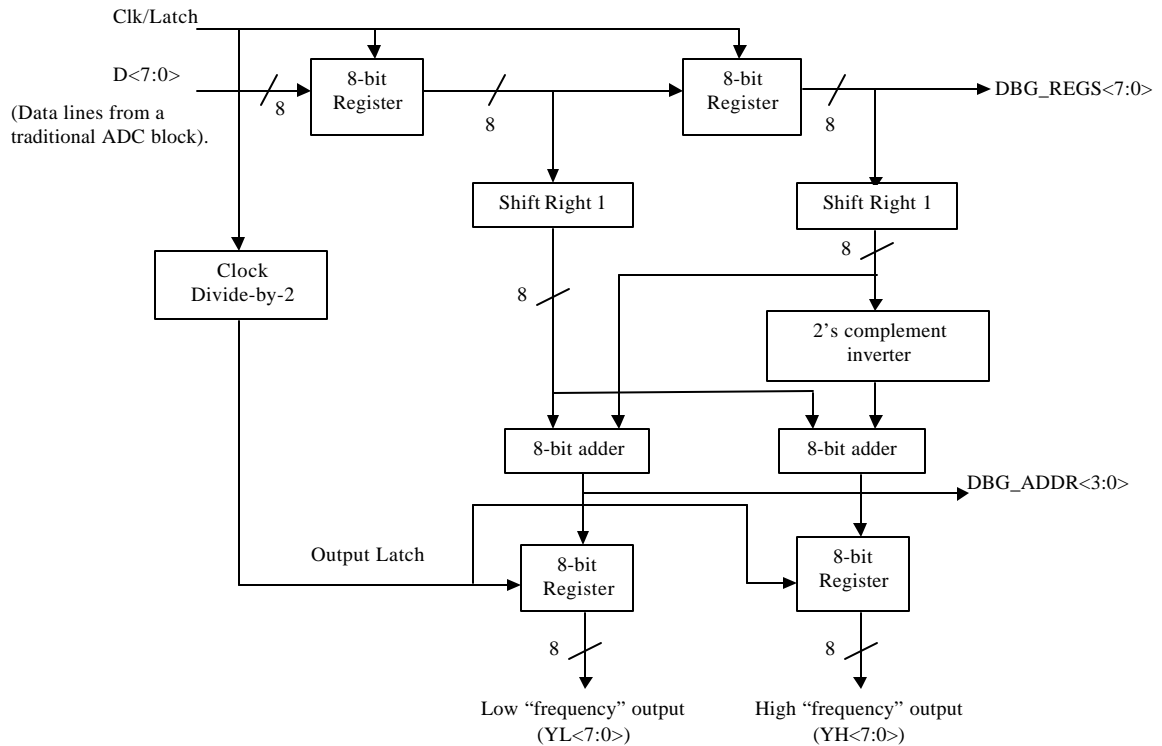 Clk/Latch
D<7:0>
(Data lines from a
traditional ADC block).
8
8-bit
Register
8
8-bit
Register
8
DBG_REGS<7:0>
Shift Right 1
Shift Right 1
8
8
Clock
Divide-by-2
2's complement
inverter
8-bit adder
8-bit adder
DBG_ADDR<3:0>
Output Latch
8-bit
Register
8-bit
Register
8
8
Low “frequency” output
(YL<7:0>)
High “frequency” output
(YH<7:0>)